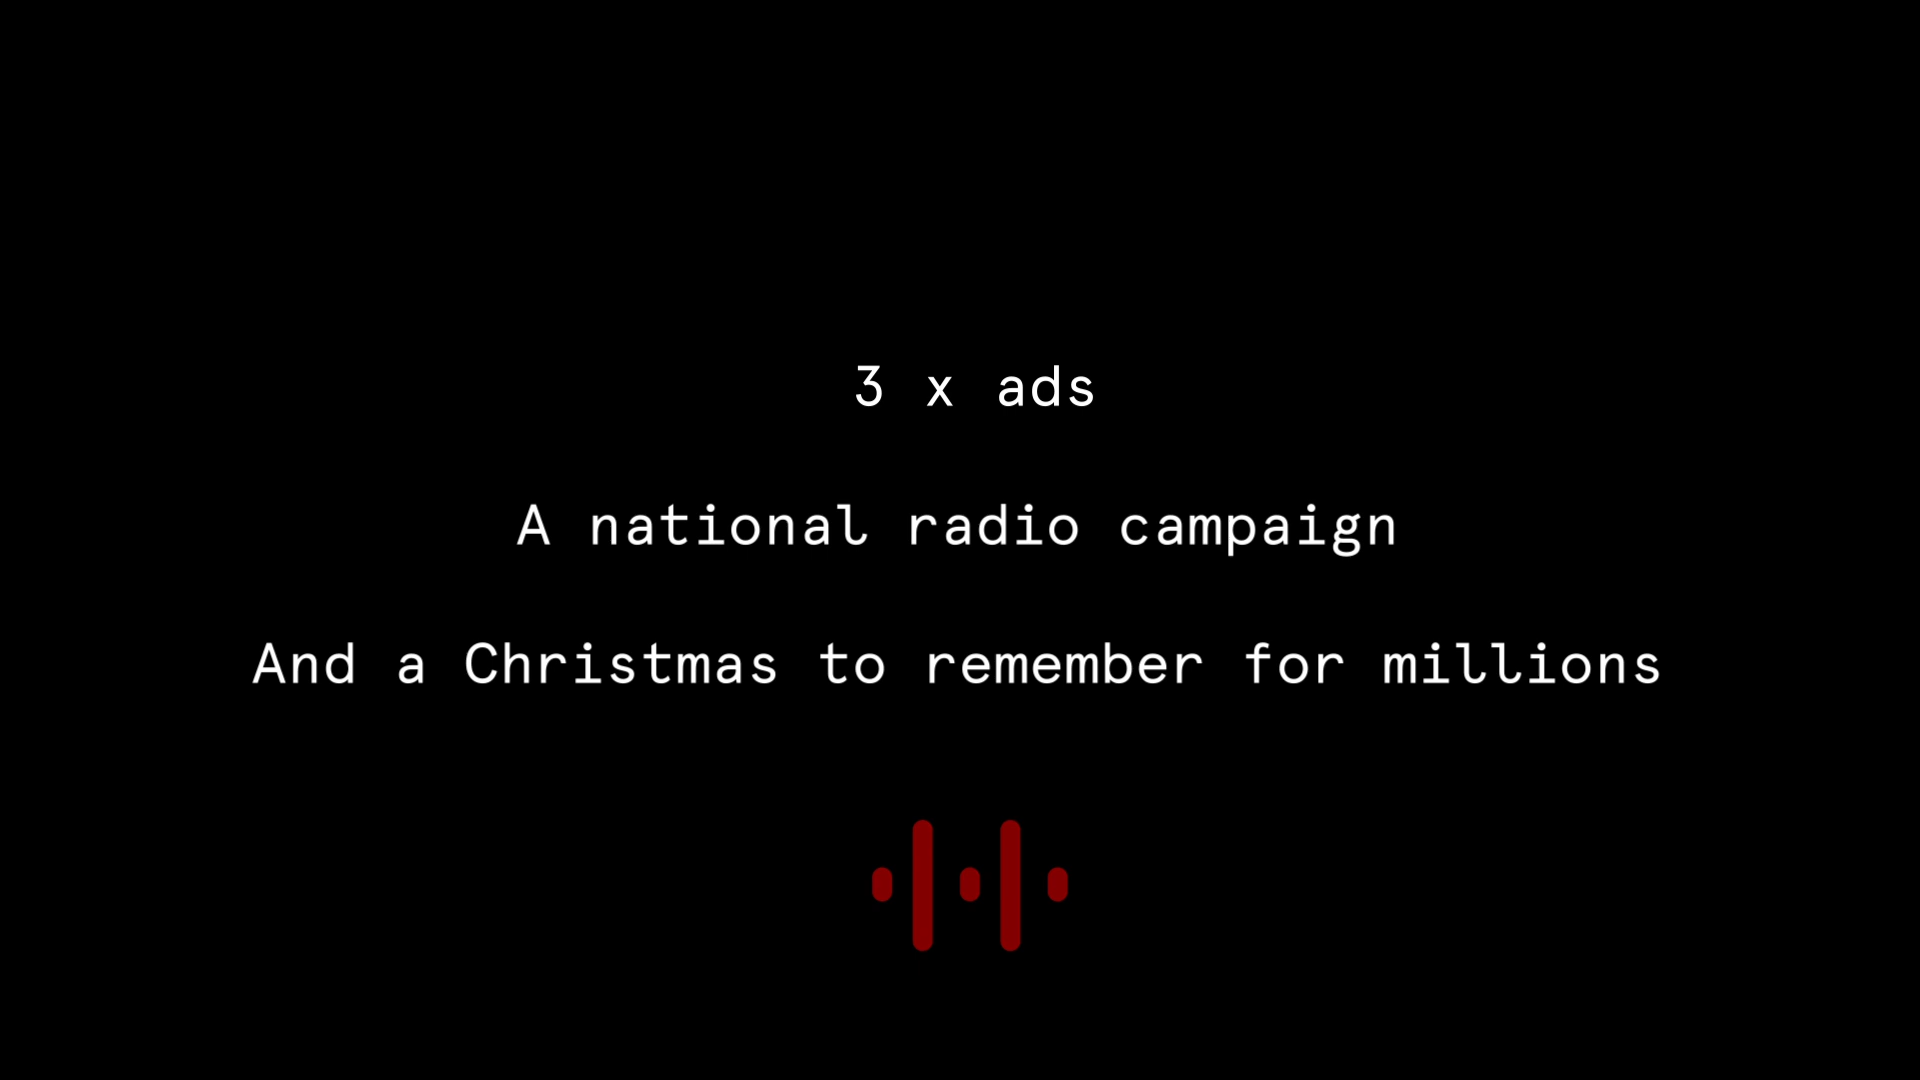 3 x ads
A national radio campaign
And a Christmas to remember for millions